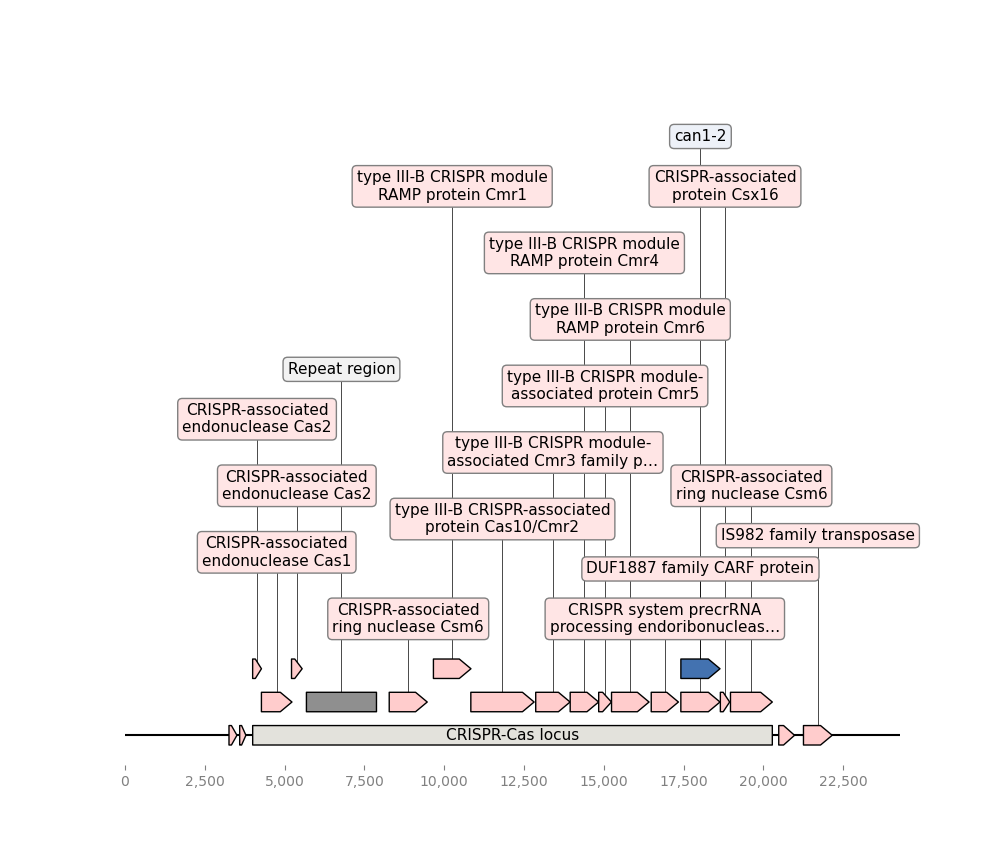 can1-2
type III-B CRISPR module
RAMP protein Cmr1
CRISPR-associated
protein Csx16
type III-B CRISPR module
RAMP protein Cmr4
type III-B CRISPR module
RAMP protein Cmr6
Repeat region
type III-B CRISPR module-
associated protein Cmr5
CRISPR-associated
endonuclease Cas2
type III-B CRISPR module-
associated Cmr3 family p…
CRISPR-associated
endonuclease Cas2
CRISPR-associated
ring nuclease Csm6
type III-B CRISPR-associated
protein Cas10/Cmr2
IS982 family transposase
CRISPR-associated
endonuclease Cas1
DUF1887 family CARF protein
CRISPR-associated
ring nuclease Csm6
CRISPR system precrRNA
processing endoribonucleas…
CRISPR-Cas locus
0 2,500 5,000 7,500 10,000 12,500 15,000 17,500 20,000 22,500